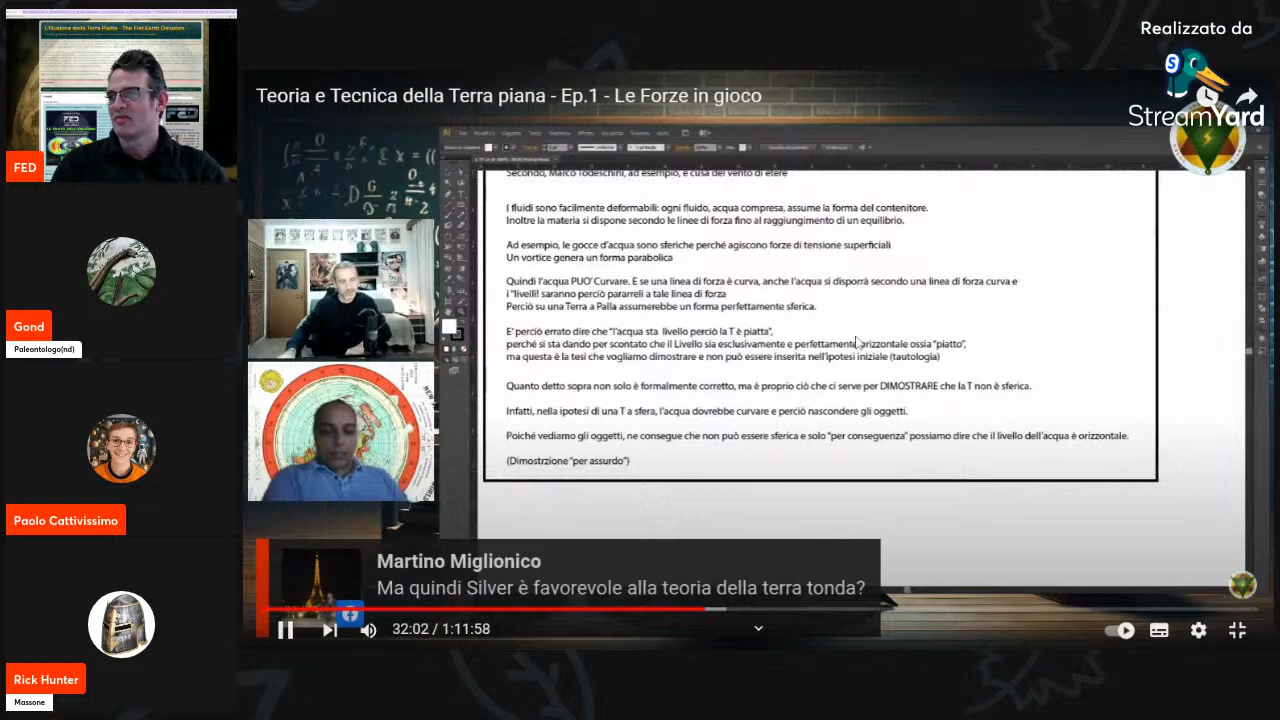 L'illusione della Terra Piatta - The Flat Earth Delusion
FED
Gond
Paleontologo(nd)
Paolo Cattivissimo
Rick Hunter
Massone
Realizzato da
StreamYard
Teoria e Tecnica della Terra piana - Ep.1 - Le Forze in gioco
Secondo, Marco Todeschini, ad esempio, è cusa del vento di etere
I fluidi sono facilmente deformabili: ogni fluido, acqua compresa, assume la forma del contenitore.
Inoltre la materia si dispone secondo le linee di forza fino al raggiungimento di un equilibrio.
Ad esempio, le gocce d'acqua sono sferiche perché agiscono forze di tensione superficiali
Un vortice genera un forma parabolica
Quindi l'acqua PUO' Curvare. E se una linea di forza è curva, anche l'acqua si disporrà secondo una linea di forza curva e
i "livelli! saranno perciò pararreli a tale linea di forza
Perciò su una Terra a Palla assumerebbe un forma perfettamente sferica.
E' perciò errato dire che "l'acqua sta livello perciò la T è piatta",
perché si sta dando per scontato che il Livello sia esclusivamente e perfettamente orizzontale ossia "piatto",
ma questa è la tesi che vogliamo dimostrare e non può essere inserita nell'ipotesi iniziale (tautologia)
Quanto detto sopra non solo è formalmente corretto, ma è proprio ciò che ci serve per DIMOSTRARE che la T non è sferica.
Infatti, nella ipotesi di una T a sfera, l'acqua dovrebbe curvare e perciò nascondere gli oggetti.
Poiché vediamo gli oggetti, ne consegue che non può essere sferica e solo "per conseguenza" possiamo dire che il livello dell'acqua è orizzontale.
(Dimostrzione "per assurdo")
Martino Miglionico
Ma quindi Silver è favorevole alla teoria della terra tonda?
32:02 / 1:11:58